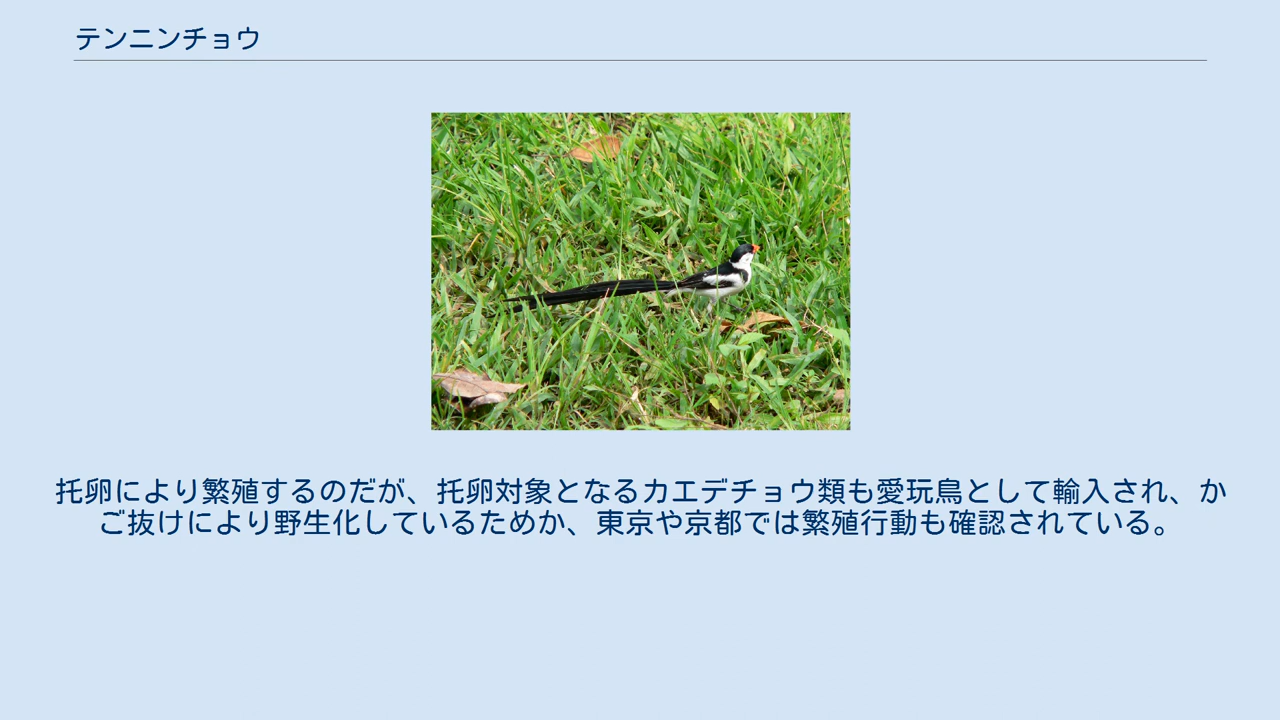 テンニンチョウ
托卵により繁殖するのだが、托卵対象となるカエデチョウ類も愛玩鳥として輸入され、か
ご抜けにより野生化しているためか、東京や京都では繁殖行動も確認されている。